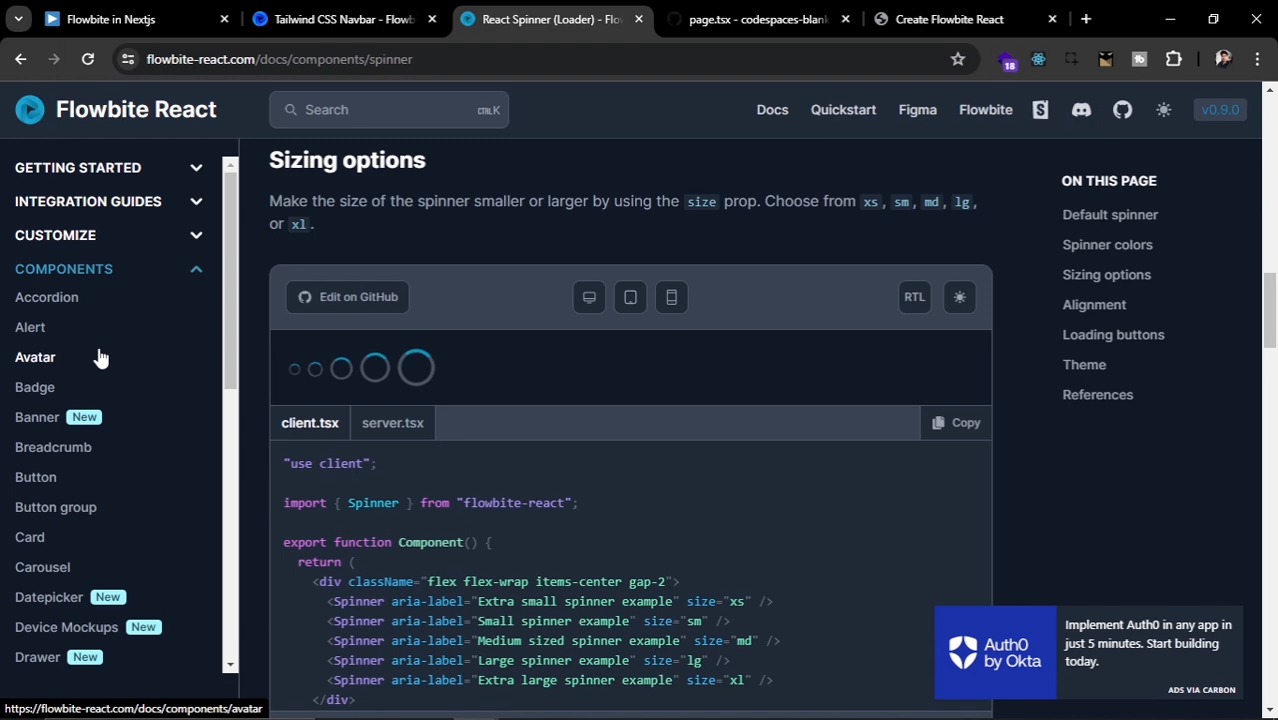 Flowbite in Nextjs
Tailwind CSS Navbar - Flowb
React Spinner (Loader) - Flo
page.tsx - codespaces-blank
Create Flowbite React
flowbite-react.com/docs/components/spinner
18
Flowbite React
Search
CTRL K
Docs
Quickstart
Figma
Flowbite
v0.9.0
GETTING STARTED
INTEGRATION GUIDES
CUSTOMIZE
COMPONENTS
Accordion
Alert
Avatar
Badge
Banner New
Breadcrumb
Button
Button group
Card
Carousel
Datepicker New
Device Mockups New
Drawer New
https://flowbite-react.com/docs/components/avatar
Sizing options
Make the size of the spinner smaller or larger by using the size prop. Choose from xs, sm, md, lg,
or xl.
Edit on GitHub
RTL
client.tsx
server.tsx
Copy
"use client";
import { Spinner } from "flowbite-react";
export function Component() {
return (
<div className="flex flex-wrap items-center gap-2">
<Spinner aria-label="Extra small spinner example" size="xs" />
<Spinner aria-label="Small spinner example" size="sm" />
<Spinner aria-label="Medium sized spinner example" size="md" />
<Spinner aria-label="Large spinner example" size="lg" />
<Spinner aria-label="Extra large spinner example" size="xl" />
</div>
ON THIS PAGE
Default spinner
Spinner colors
Sizing options
Alignment
Loading buttons
Theme
References
Auth0
by Okta
Implement Auth0 in any app in
just 5 minutes. Start building
today.
ADS VIA CARBON